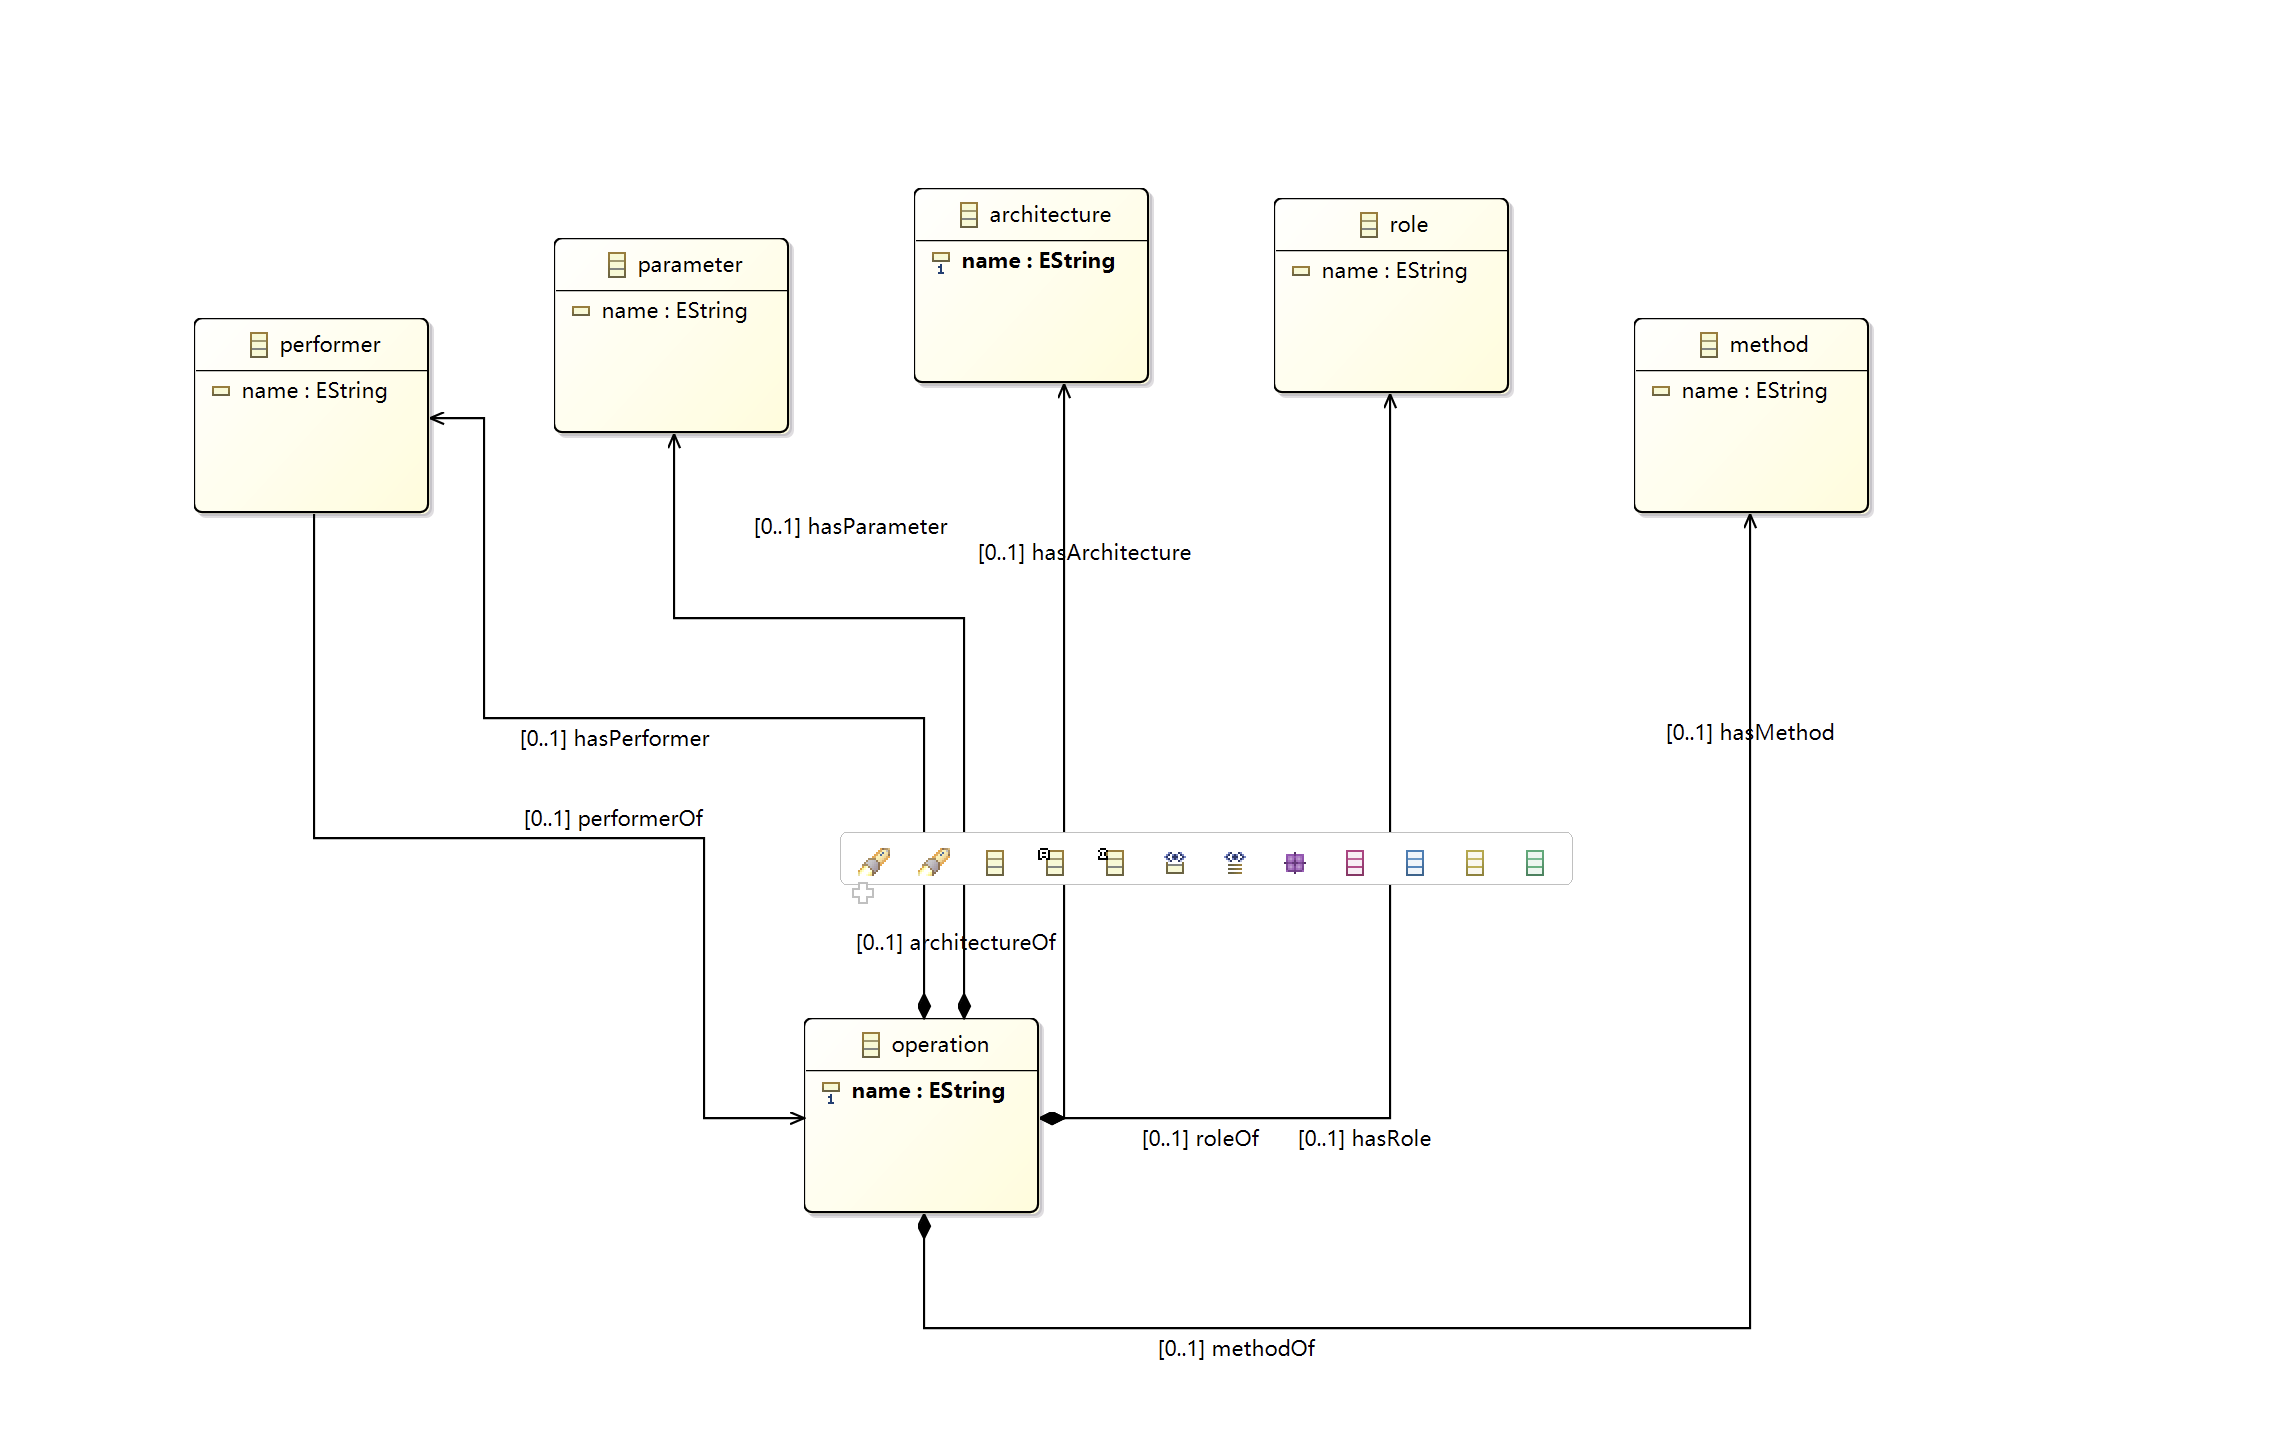 architecture
name : EString
role
name : EString
parameter
name : EString
performer
name : EString
method
name : EString
[0..1] hasParameter
[0..1] hasArchitecture
[0..1] hasPerformer
[0..1] hasMethod
[0..1] performerOf
[0..1] architectureOf
operation
name : EString
[0..1] roleOf
[0..1] hasRole
[0..1] methodOf